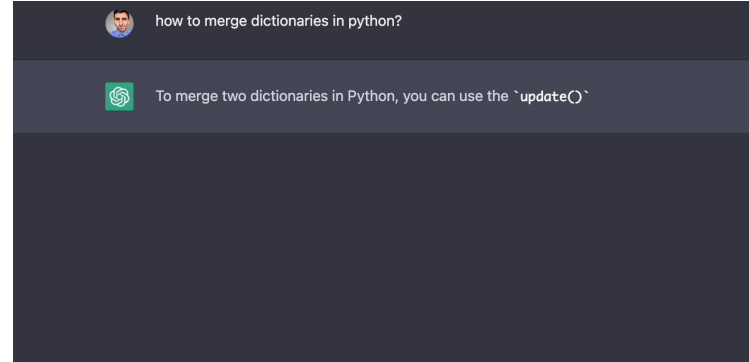 how to merge dictionaries in python?
To merge two dictionaries in Python, you can use the `update()`